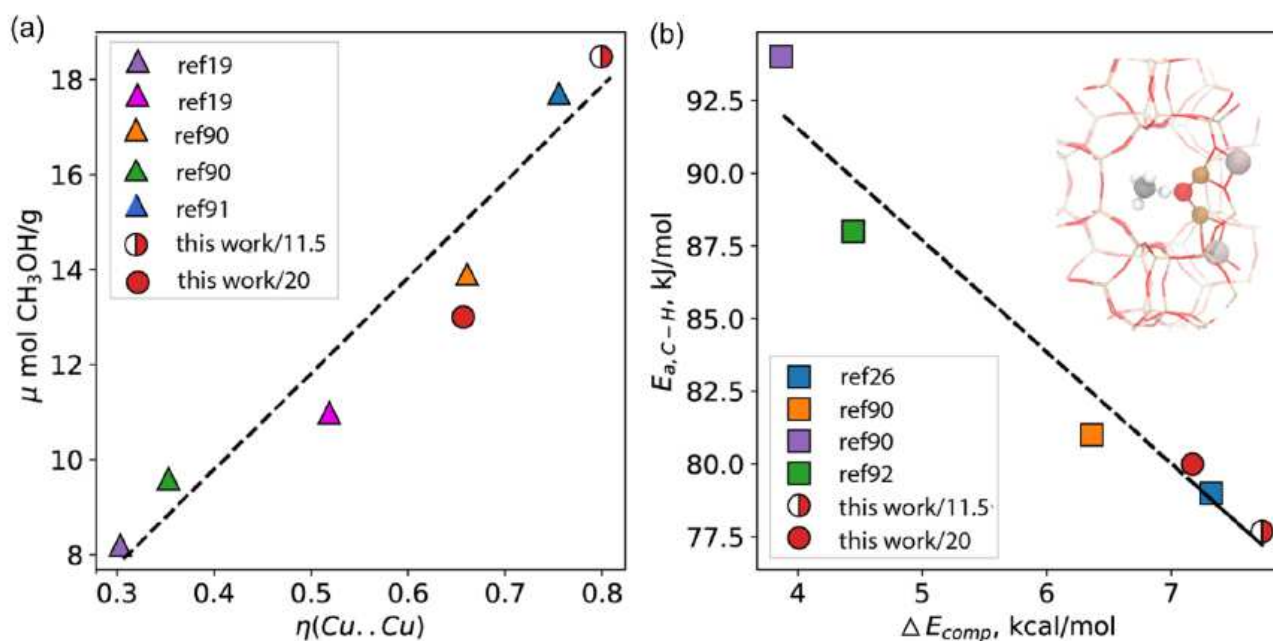 (a)
18
16
14
12
10
8
μ mol CH₃OH/g
ref19
ref19
ref90
ref90
ref91
this work/11.5
this work/20
0.3 0.4 0.5 0.6 0.7 0.8
η(Cu..Cu)
(b)
92.5
90.0
87.5
85.0
82.5
80.0
77.5
E_{a,C−H}, kJ/mol
ref26
ref90
ref90
ref92
this work/11.5
this work/20
4 5 6 7
ΔE_{comp}, kcal/mol